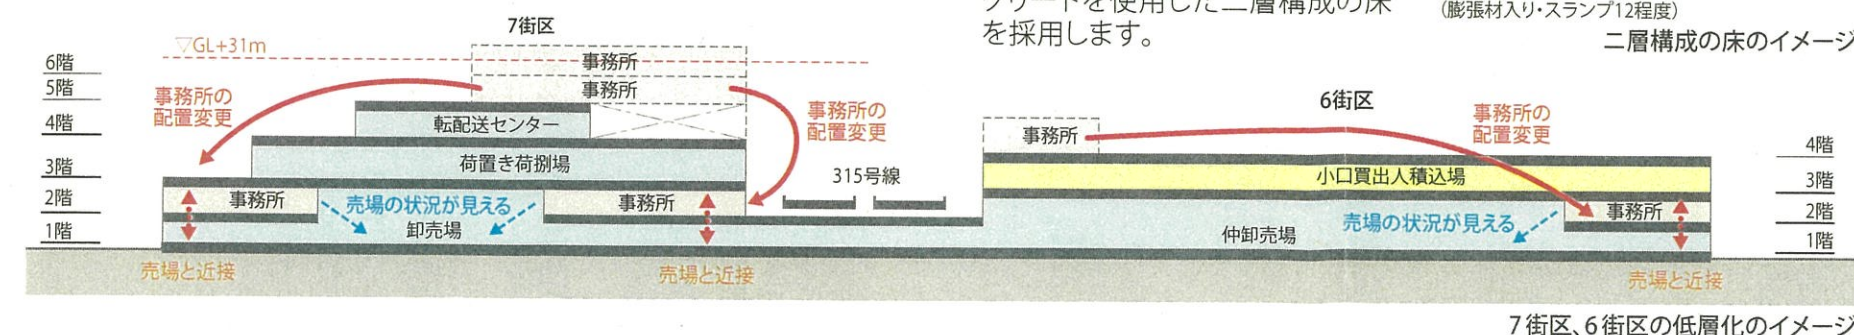 クリートを使用した二層構成の床
を採用します。
(膨張材入り・スランプ12程度)
二層構成の床のイメージ
7街区
▽GL+31m
6階
5階
4階
3階
2階
1階
事務所
事務所
事務所の
配置変更
事務所の
配置変更
転配送センター
荷置き荷捌場
事務所
売場の状況が見える
事務所
卸売場
315号線
売場と近接
売場と近接
6街区
事務所
事務所の
配置変更
4階
3階
2階
1階
小口買出人積込場
事務所
売場の状況が見える
仲卸売場
売場と近接
7街区、6街区の低層化のイメージ